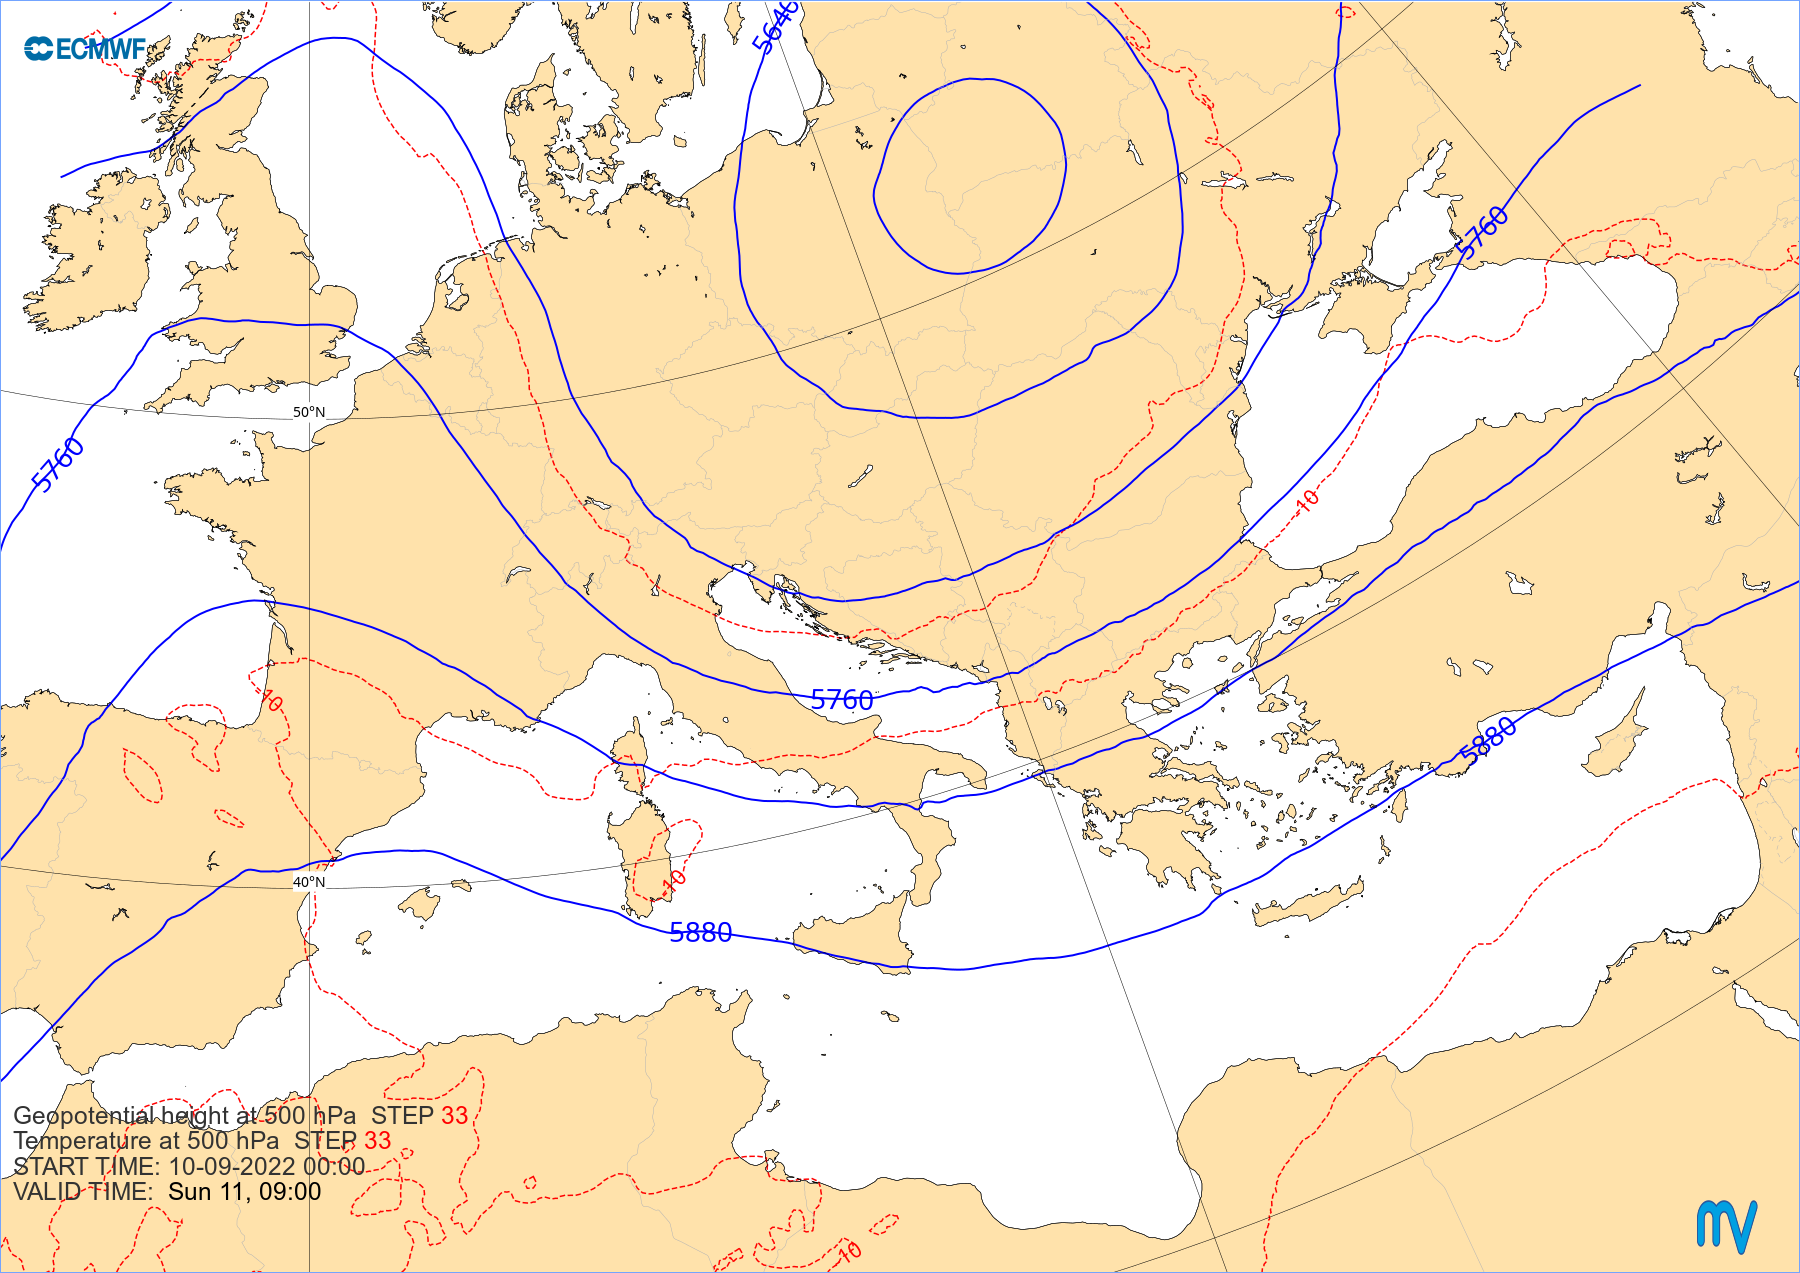 5640
ECMWF
5760
50°N
5760
-10
-10
5760
5880
40°N
-10
5880
Geopotential height at 500 hPa  STEP 33
Temperature at 500 hPa  STEP 33
START TIME: 10-09-2022 00:00
VALID TIME:  Sun 11, 09:00
-10